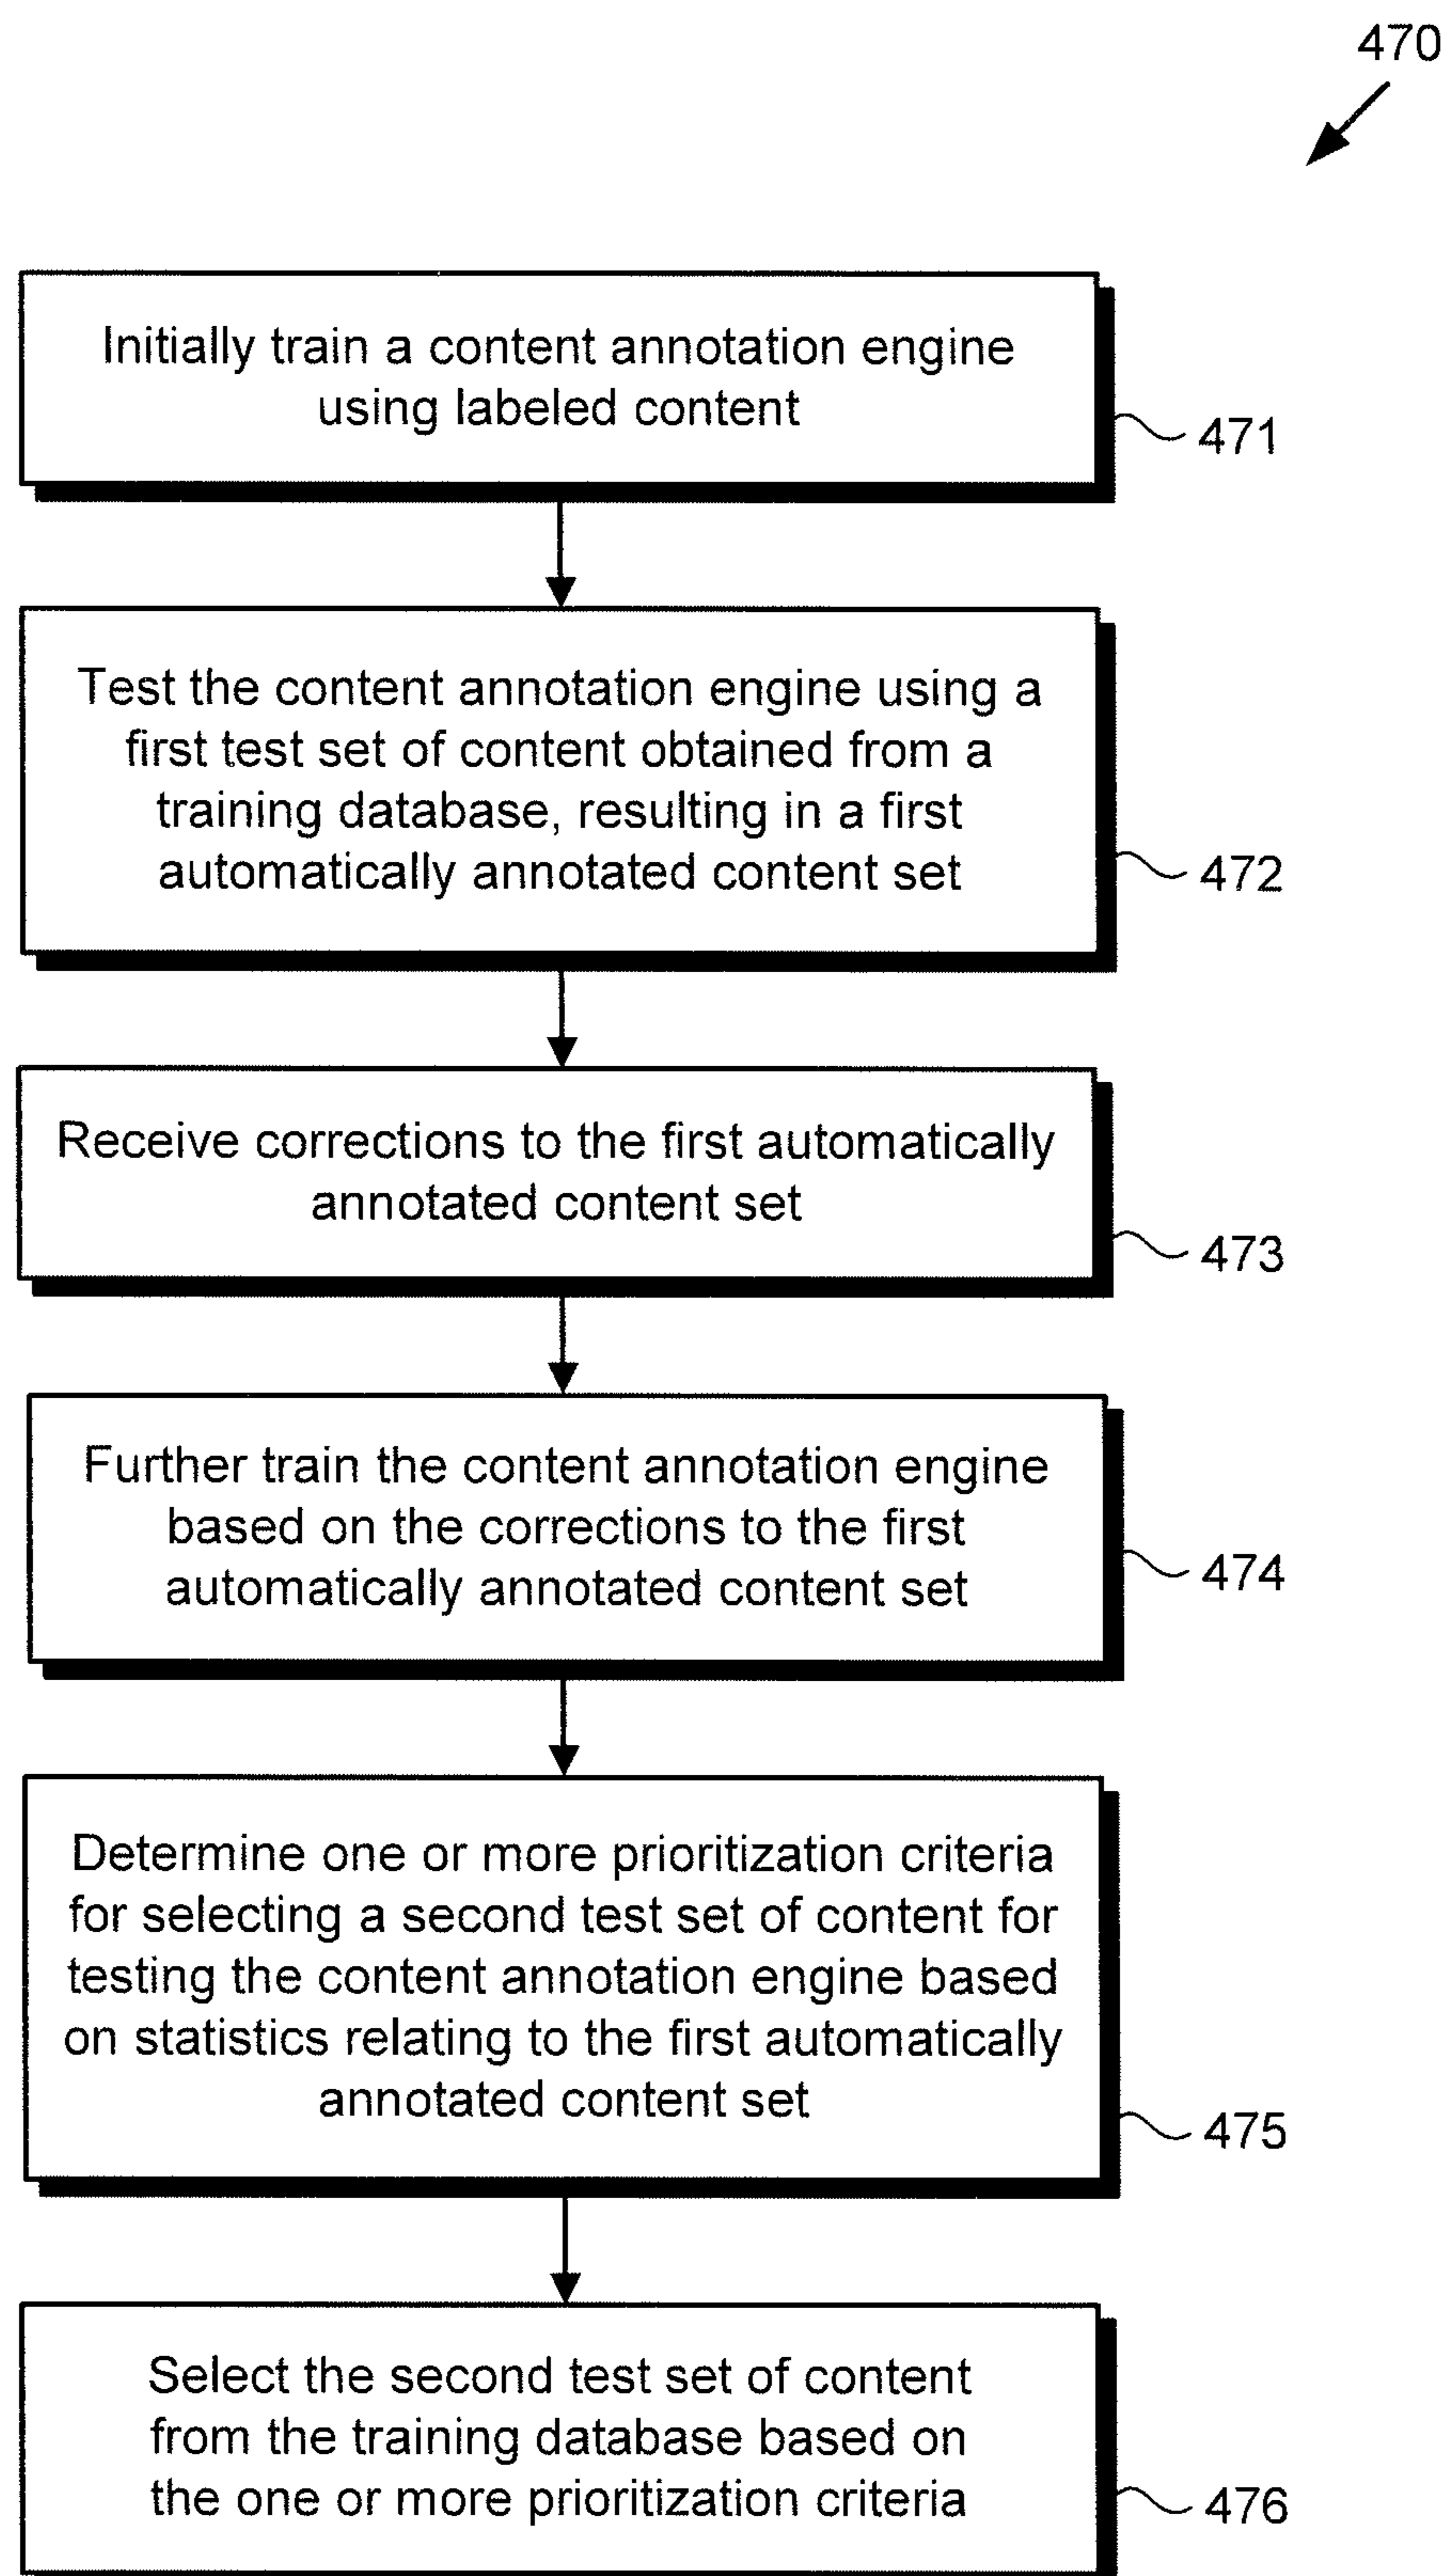 470
Initially train a content annotation engine
using labeled content
471
Test the content annotation engine using a
first test set of content obtained from a
training database, resulting in a first
automatically annotated content set
472
Receive corrections to the first automatically
annotated content set
473
Further train the content annotation engine
based on the corrections to the first
automatically annotated content set
474
Determine one or more prioritization criteria
for selecting a second test set of content for
testing the content annotation engine based
on statistics relating to the first automatically
annotated content set
475
Select the second test set of content
from the training database based on
the one or more prioritization criteria
476